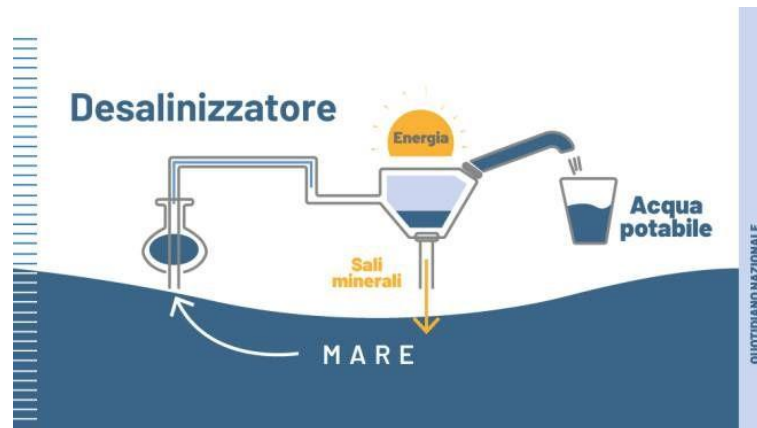 Desalinizzatore
Energia
Acqua
potabile
Sali
minerali
MARE
QUOTIDIANO NAZIONALE